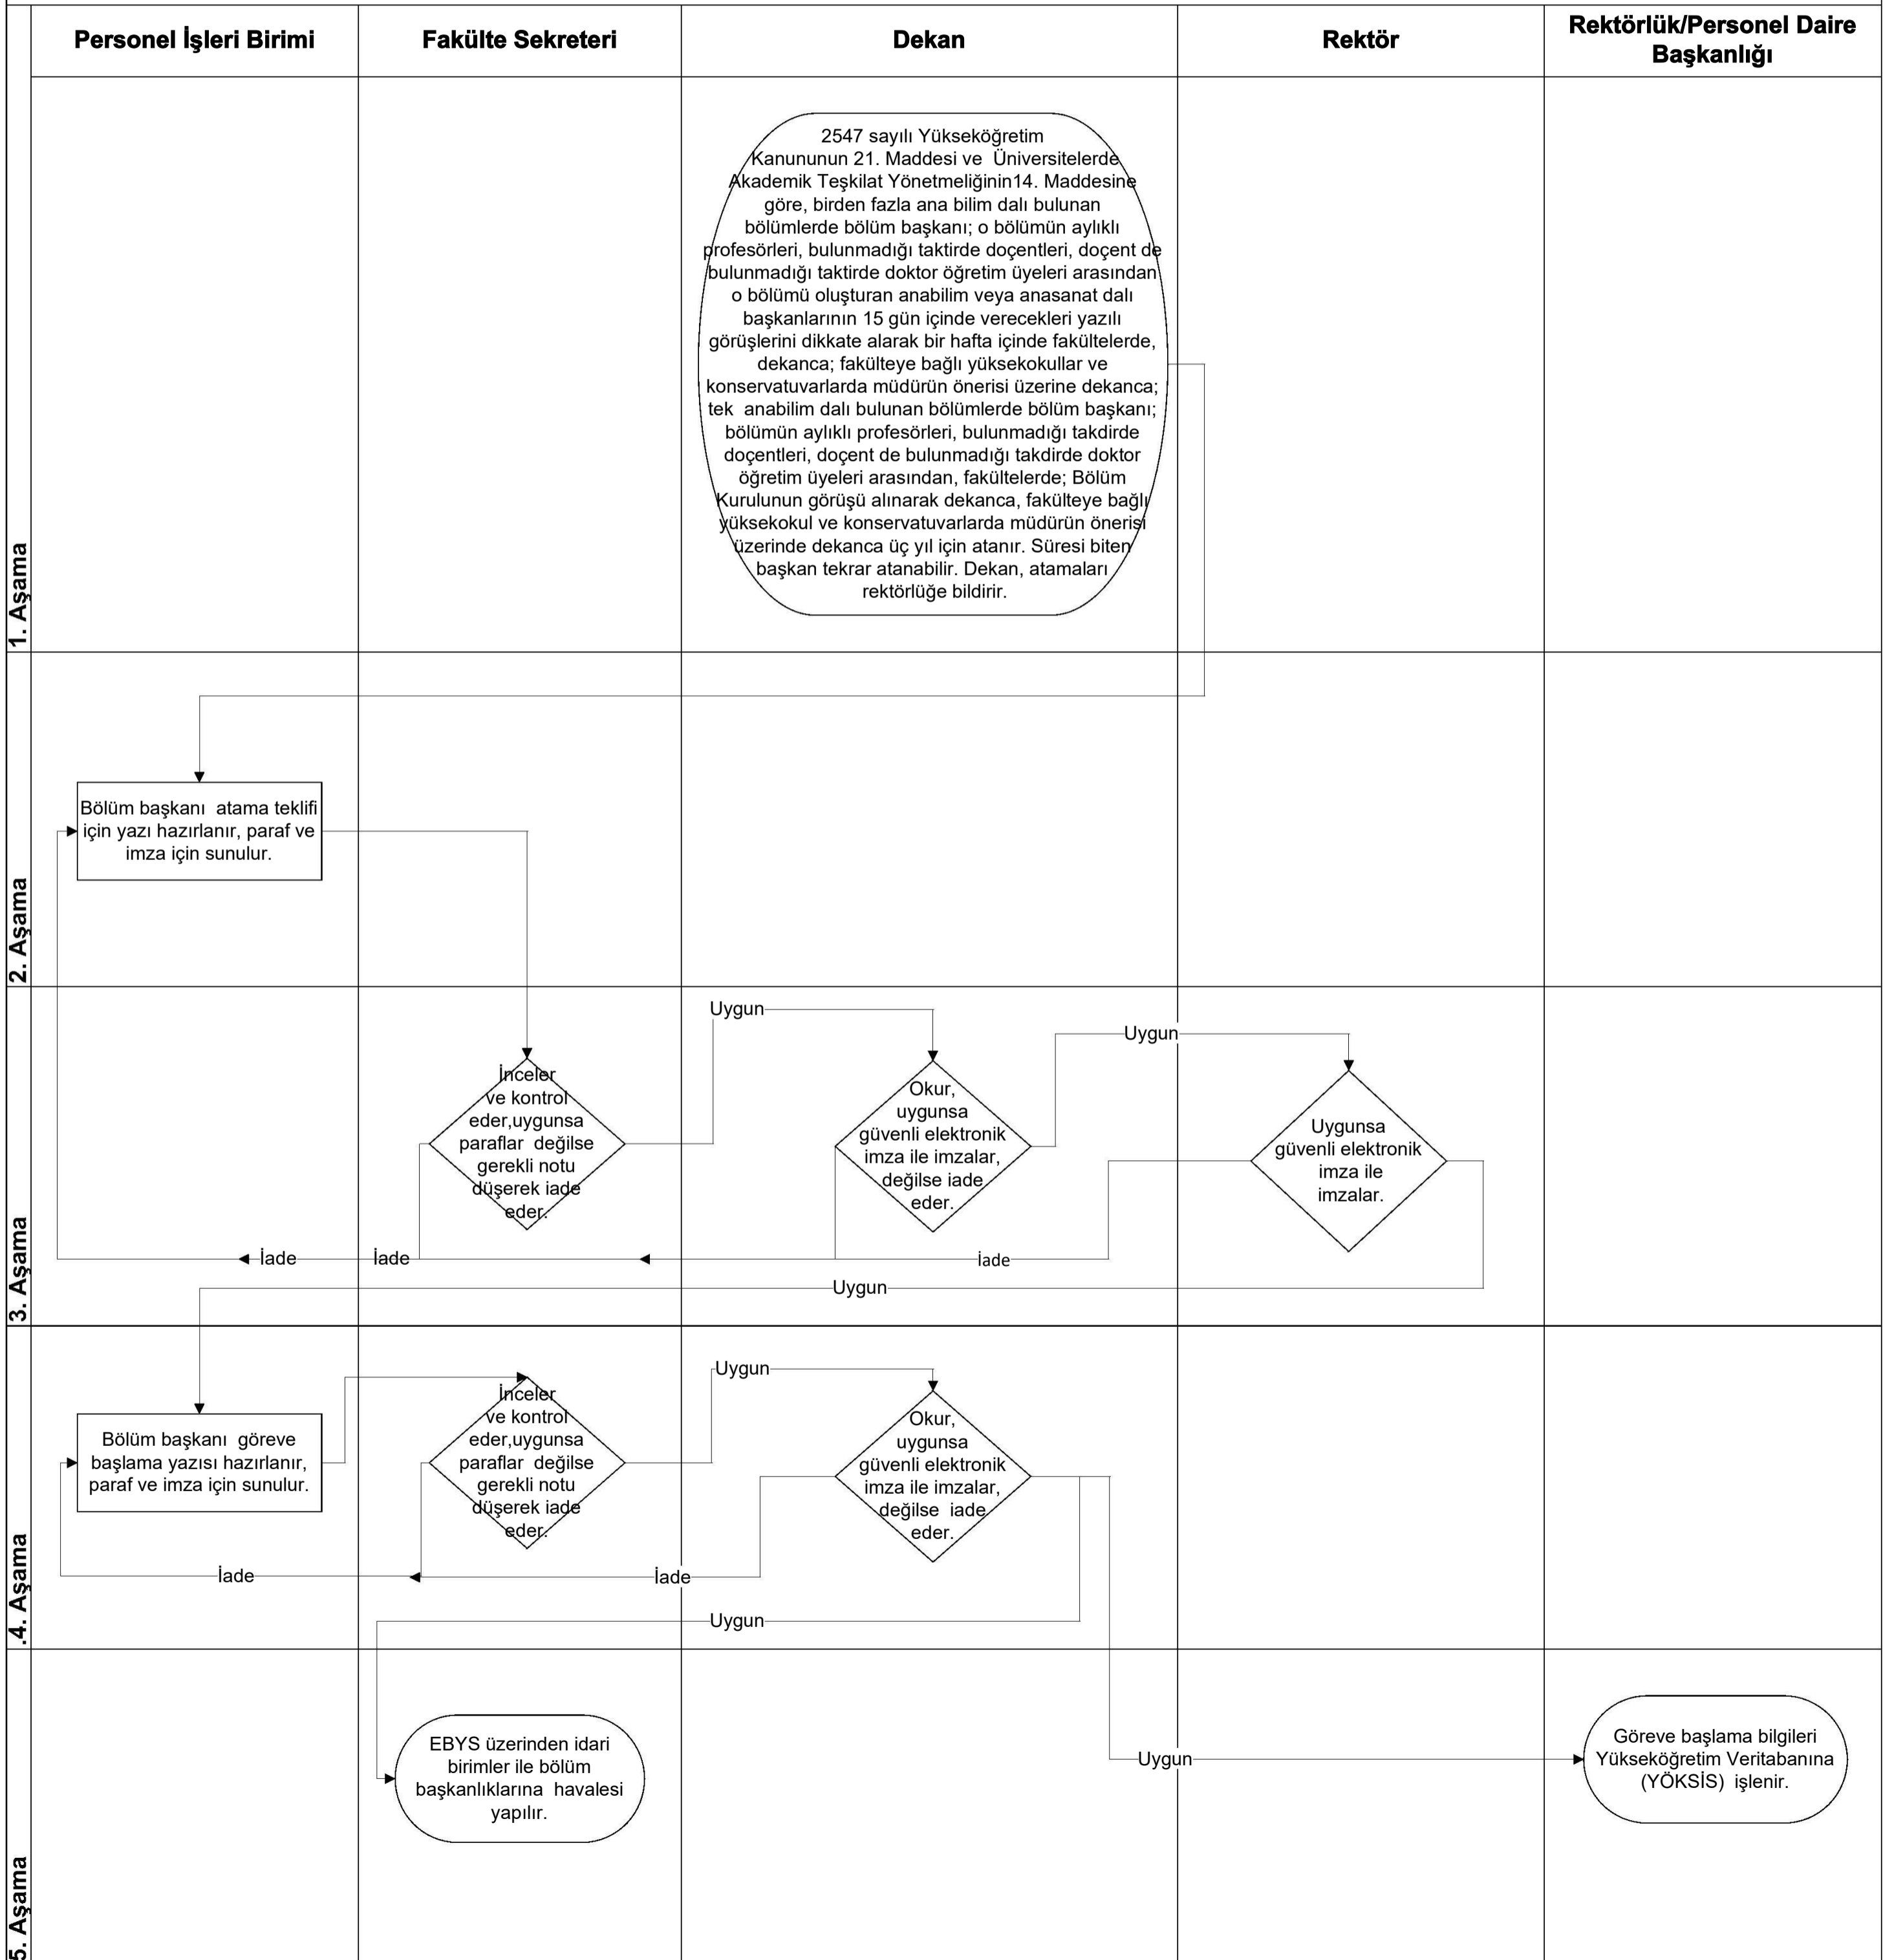 Personel İşleri Birimi
Fakülte Sekreteri
Dekan
Rektör
Rektörlük/Personel Daire
Başkanlığı
1. Aşama
2547 sayılı Yükseköğretim
Kanununun 21. Maddesi ve  Üniversitelerde
Akademik Teşkilat Yönetmeliğinin14. Maddesine
göre, birden fazla ana bilim dalı bulunan
bölümlerde bölüm başkanı; o bölümün aylıklı
profesörleri, bulunmadığı taktirde doçentleri, doçent de
bulunmadığı taktirde doktor öğretim üyeleri arasından
o bölümü oluşturan anabilim veya anasanat dalı
başkanlarının 15 gün içinde verecekleri yazılı
görüşlerini dikkate alarak bir hafta içinde fakültelerde,
dekanca; fakülteye bağlı yüksekokullar ve
konservatuvarlarda müdürün önerisi üzerine dekanca;
tek  anabilim dalı bulunan bölümlerde bölüm başkanı;
bölümün aylıklı profesörleri, bulunmadığı takdirde
doçentleri, doçent de bulunmadığı takdirde doktor
öğretim üyeleri arasından, fakültelerde; Bölüm
Kurulunun görüşü alınarak dekanca, fakülteye bağlı
yüksekokul ve konservatuvarlarda müdürün önerisi
üzerinde dekanca üç yıl için atanır. Süresi biten
başkan tekrar atanabilir. Dekan, atamaları
rektörlüğe bildirir.
2. Aşama
Bölüm başkanı  atama teklifi
için yazı hazırlanır, paraf ve
imza için sunulur.
3. Aşama
Uygun
Uygun
İnceler
ve kontrol
eder,uygunsa
paraflar  değilse
gerekli notu
düşerek iade
eder.
Okur,
uygunsa
güvenli elektronik
imza ile imzalar,
değilse iade
eder.
Uygunsa
güvenli elektronik
imza ile
imzalar.
İade
İade
İade
Uygun
.4. Aşama
Uygun
Bölüm başkanı  göreve
başlama yazısı hazırlanır,
paraf ve imza için sunulur.
İnceler
ve kontrol
eder,uygunsa
paraflar  değilse
gerekli notu
düşerek iade
eder.
Okur,
uygunsa
güvenli elektronik
imza ile imzalar,
değilse  iade
eder.
İade
İade
Uygun
5. Aşama
EBYS üzerinden idari
birimler ile bölüm
başkanlıklarına  havalesi
yapılır.
Uygun
Göreve başlama bilgileri
Yükseköğretim Veritabanına
(YÖKSİS)  işlenir.